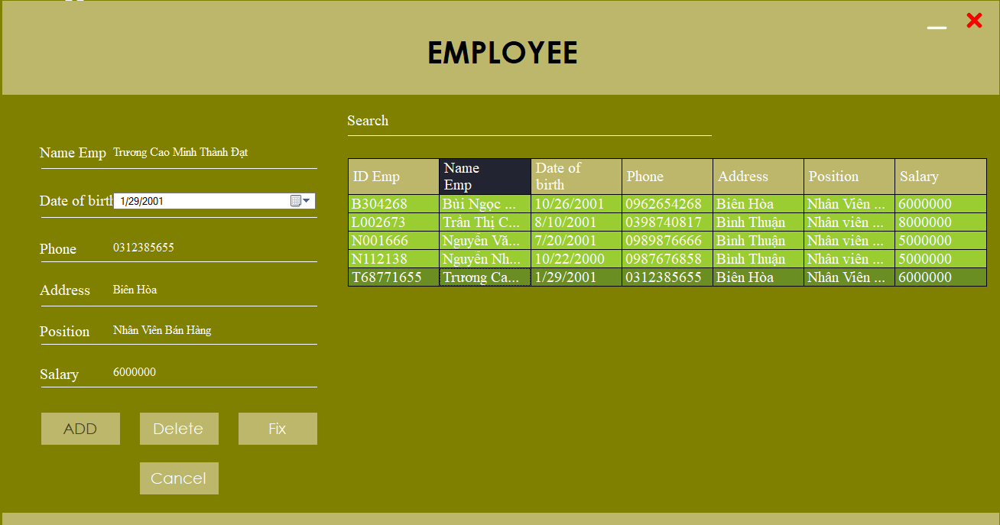 EMPLOYEE
Search
Name Emp Trương Cao Minh Thành Đạt
Date of birth 1/29/2001
Phone 0312385655
Address Biên Hòa
Position Nhân Viên Bán Hàng
Salary 6000000
ADD Delete Fix
Cancel
ID Emp Name Emp Date of birth Phone Address Position Salary
B304268 Bùi Ngọc ... 10/26/2001 0962654268 Biên Hòa Nhân Viên ... 6000000
L002673 Trần Thị C... 8/10/2001 0398740817 Bình Thuận Nhân viên ... 8000000
N001666 Nguyễn Vă... 7/20/2001 0989876666 Bình Thuận Nhân viên ... 5000000
N112138 Nguyễn Nh... 10/22/2000 0987676858 Bình Thuận Nhân viên ... 5000000
T68771655 Trương Ca... 1/29/2001 0312385655 Biên Hòa Nhân Viên ... 6000000